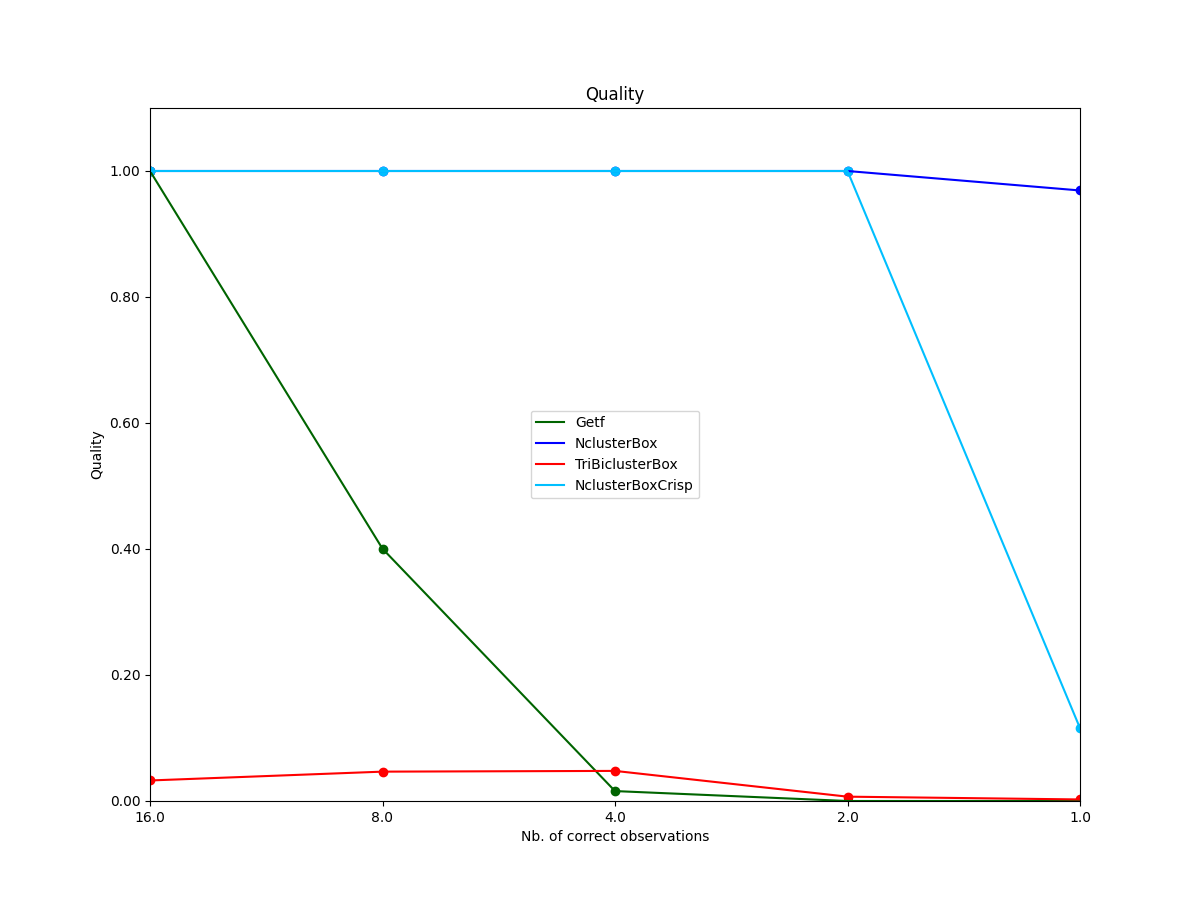 Quality
1.00
0.80
0.60
0.40
0.20
0.00
Quality
Getf
NclusterBox
TriBiclusterBox
NclusterBoxCrisp
16.0 8.0 4.0 2.0 1.0
Nb. of correct observations